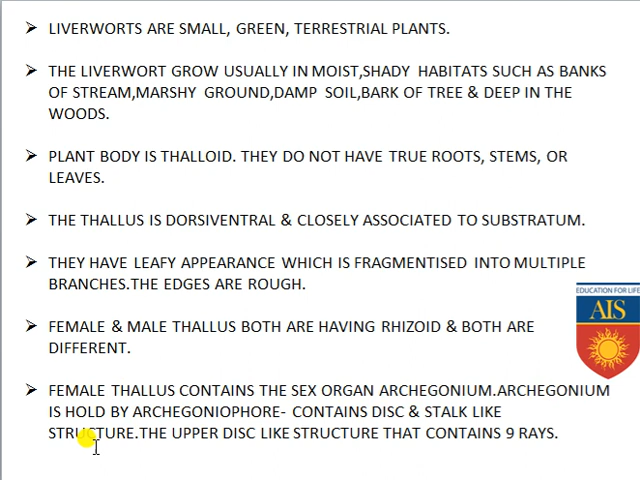 LIVERWORTS ARE SMALL, GREEN, TERRESTRIAL PLANTS.
THE LIVERWORT GROW USUALLY IN MOIST,SHADY HABITATS SUCH AS BANKS
OF STREAM,MARSHY GROUND,DAMP SOIL,BARK OF TREE & DEEP IN THE
WOODS.
PLANT BODY IS THALLOID. THEY DO NOT HAVE TRUE ROOTS, STEMS, OR
LEAVES.
THE THALLUS IS DORSIVENTRAL & CLOSELY ASSOCIATED TO SUBSTRATUM.
THEY HAVE LEAFY APPEARANCE WHICH IS FRAGMENTISED INTO MULTIPLE
BRANCHES.THE EDGES ARE ROUGH.
EDUCATION FOR LIFE
AIS
FEMALE & MALE THALLUS BOTH ARE HAVING RHIZOID & BOTH ARE
DIFFERENT.
FEMALE THALLUS CONTAINS THE SEX ORGAN ARCHEGONIUM.ARCHEGONIUM
IS HOLD BY ARCHEGONIOPHORE- CONTAINS DISC & STALK LIKE
STRUCTURE.THE UPPER DISC LIKE STRUCTURE THAT CONTAINS 9 RAYS.